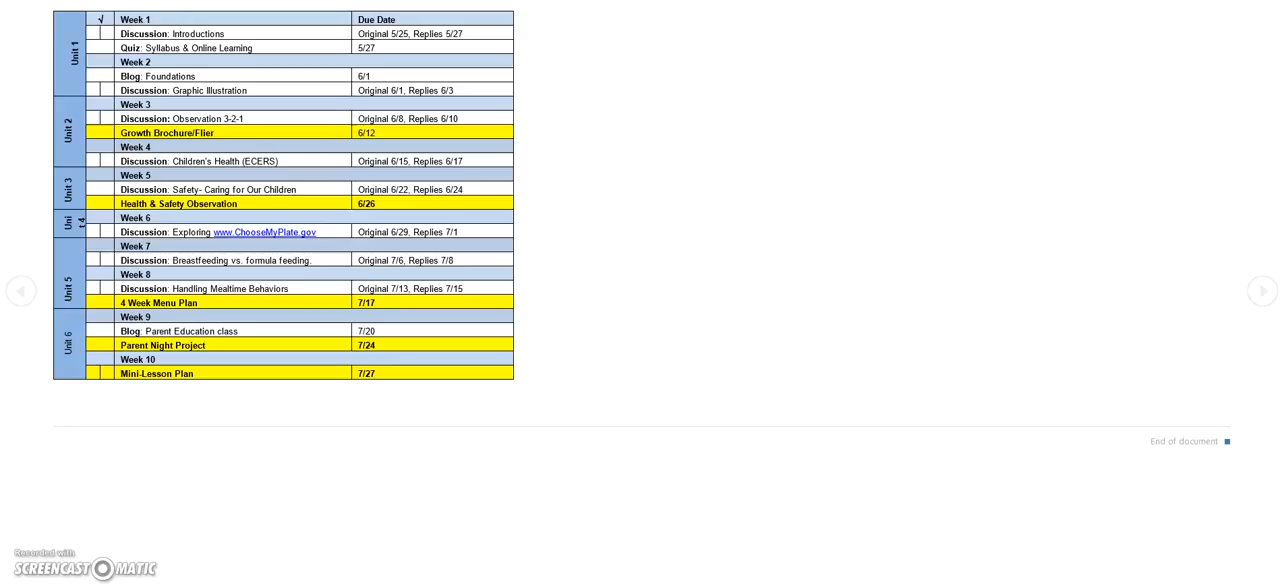 √ Week 1 Due Date
Unit 1
Discussion: Introductions Original 5/25, Replies 5/27
Quiz: Syllabus & Online Learning 5/27
Week 2
Blog: Foundations 6/1
Discussion: Graphic Illustration Original 6/1, Replies 6/3
Unit 2
Week 3
Discussion: Observation 3-2-1 Original 6/8, Replies 6/10
Growth Brochure/Flier 6/12
Week 4
Discussion: Children's Health (ECERS) Original 6/15, Replies 6/17
Unit 3
Week 5
Discussion: Safety- Caring for Our Children Original 6/22, Replies 6/24
Health & Safety Observation 6/26
Unit 4
Week 6
Discussion: Exploring www.ChooseMyPlate.gov Original 6/29, Replies 7/1
Unit 5
Week 7
Discussion: Breastfeeding vs. formula feeding. Original 7/6, Replies 7/8
Week 8
Discussion: Handling Mealtime Behaviors Original 7/13, Replies 7/15
4 Week Menu Plan 7/17
Unit 6
Week 9
Blog: Parent Education class 7/20
Parent Night Project 7/24
Week 10
Mini-Lesson Plan 7/27
End of document
Recorded with
SCREENCAST-O-MATIC